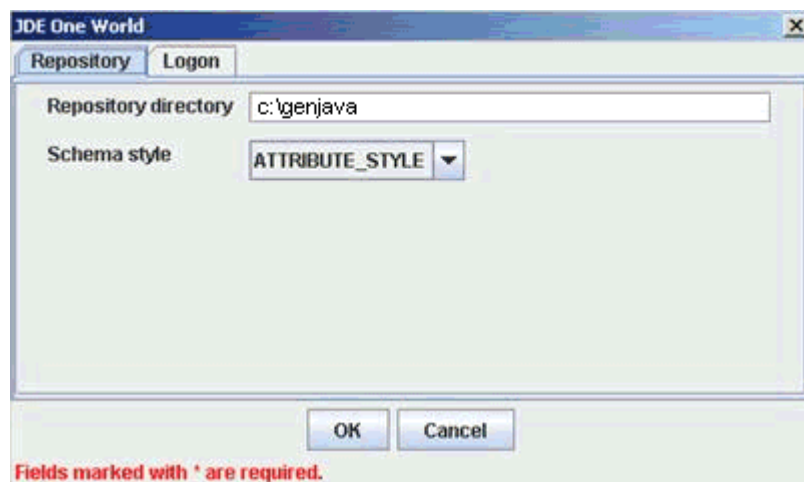 JDE One World
Repository Logon
Repository directory c:\genjava
Schema style ATTRIBUTE_STYLE
OK Cancel
Fields marked with * are required.